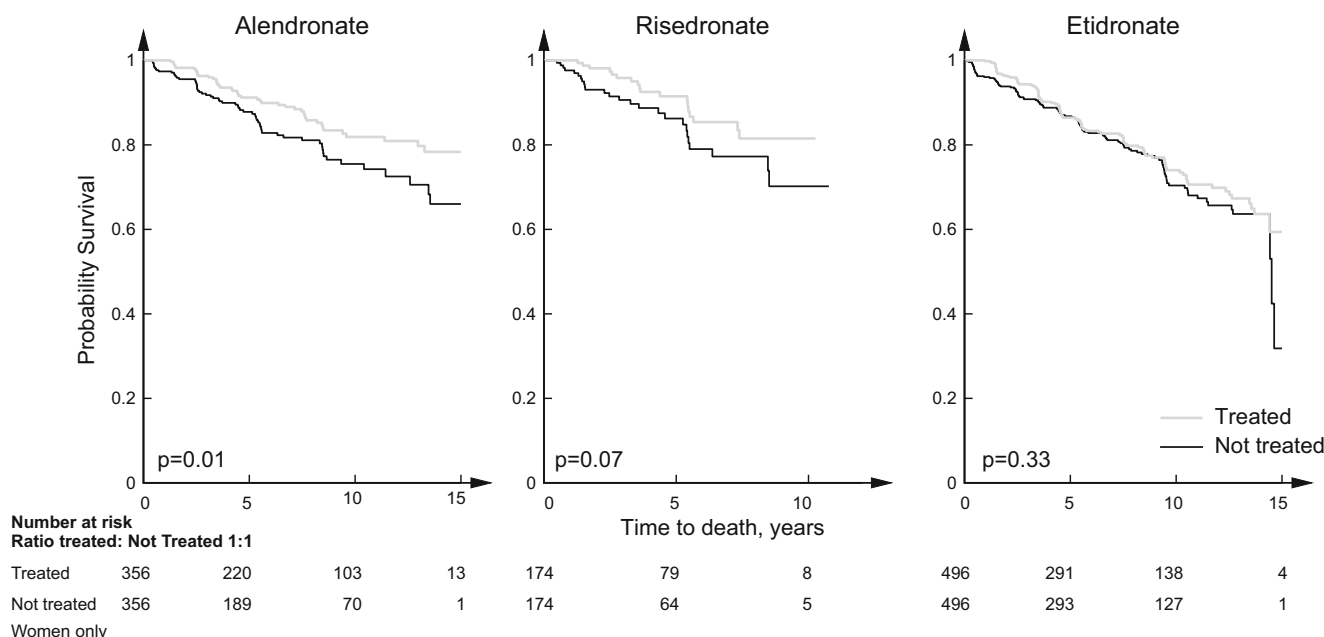 Alendronate Risedronate Etidronate
Probability Survival
1 1 1
0.8 0.8 0.8
0.6 0.6 0.6
0.4 0.4 0.4
0.2 0.2 0.2
0 0 0
p=0.01 p=0.07 p=0.33
Treated
Not treated
0 5 10 15 0 5 10 0 5 10 15
Time to death, years
Number at risk
Ratio treated: Not Treated 1:1
Treated 356 220 103 13 174 79 8 496 291 138 4
Not treated 356 189 70 1 174 64 5 496 293 127 1
Women only